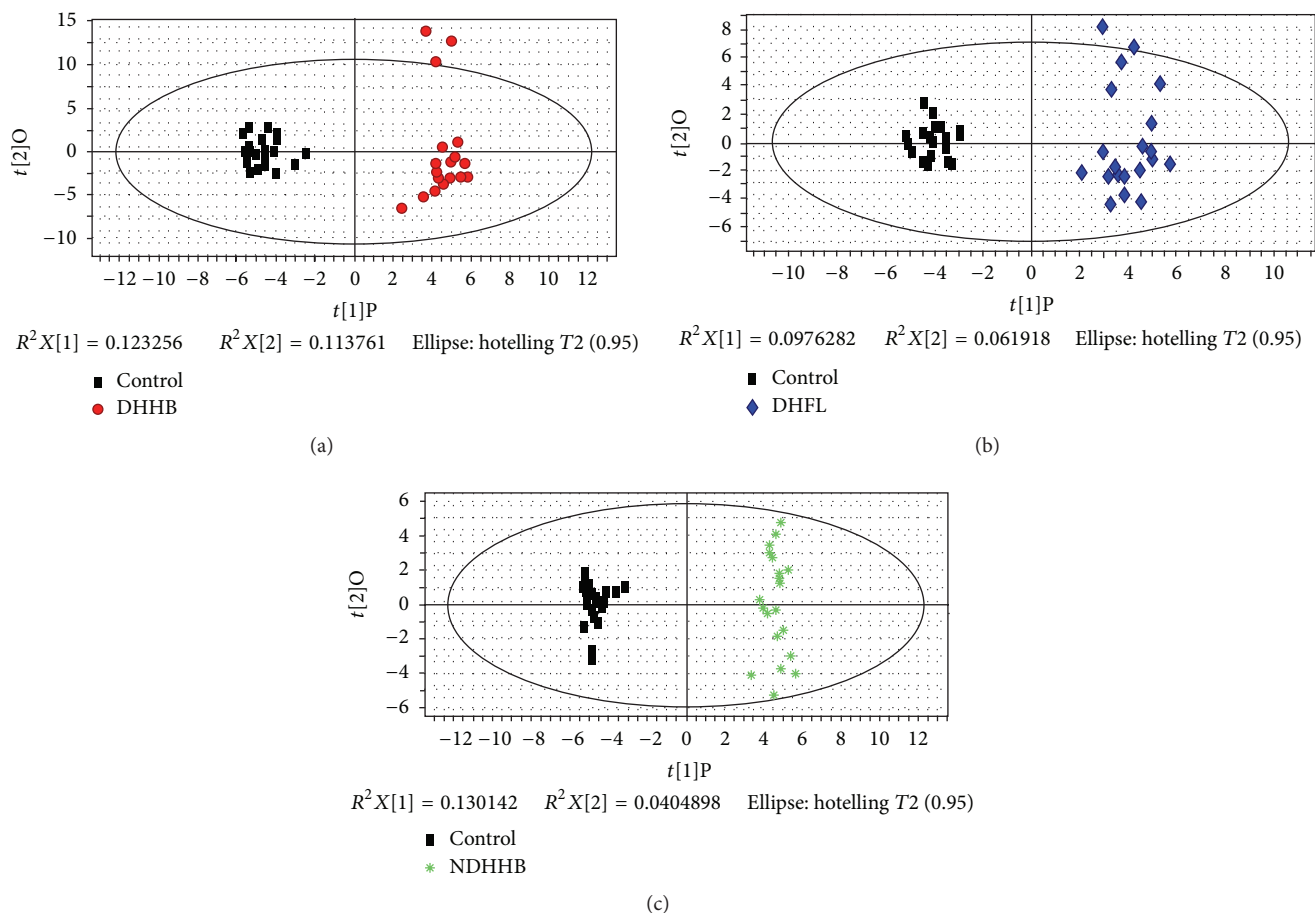 15
10
5
0
−5
−10
t[2]O
−12 −10 −8 −6 −4 −2 0 2 4 6 8 10 12
t[1]P
R²X[1] = 0.123256 R²X[2] = 0.113761 Ellipse: hotelling T2 (0.95)
Control
DHHB
(a)
8
6
4
2
0
−2
−4
−6
t[2]O
−10 −8 −6 −4 −2 0 2 4 6 8 10
t[1]P
R²X[1] = 0.0976282 R²X[2] = 0.061918 Ellipse: hotelling T2 (0.95)
Control
DHFL
(b)
6
4
2
0
−2
−4
−6
t[2]O
−12 −10 −8 −6 −4 −2 0 2 4 6 8 10 12
t[1]P
R²X[1] = 0.130142 R²X[2] = 0.0404898 Ellipse: hotelling T2 (0.95)
Control
NDHHB
(c)